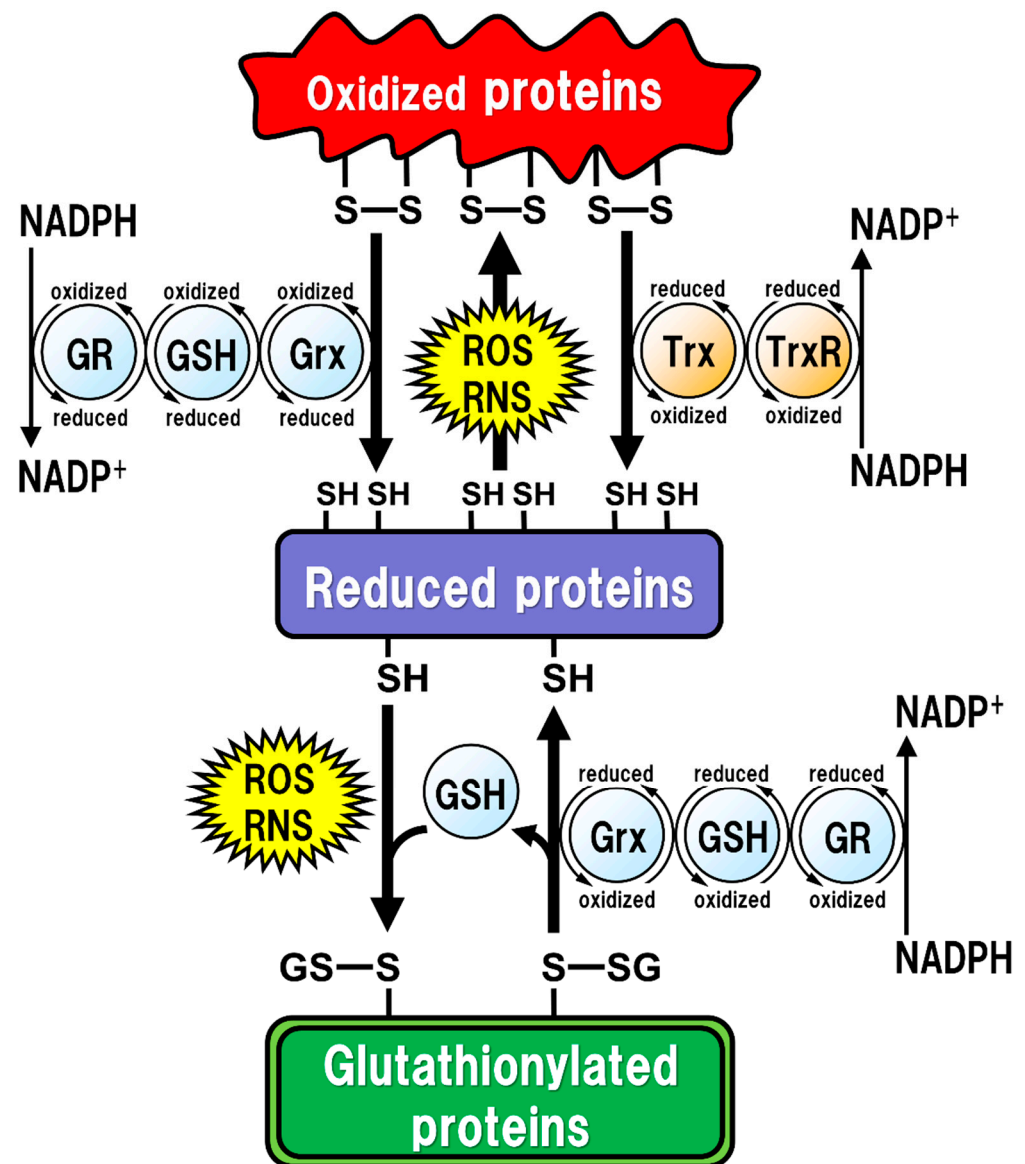 Oxidized proteins
S—S S—S S—S
NADPH
NADP+
oxidized oxidized oxidized
reduced reduced
GR GSH Grx
ROS
RNS
Trx TrxR
reduced reduced reduced
oxidized oxidized
NADP+
NADPH
SH SH SH SH SH SH
Reduced proteins
SH SH
NADP+
ROS
RNS
GSH
reduced reduced reduced
Grx GSH GR
oxidized oxidized oxidized
NADPH
GS—S S—SG
Glutathionylated
proteins